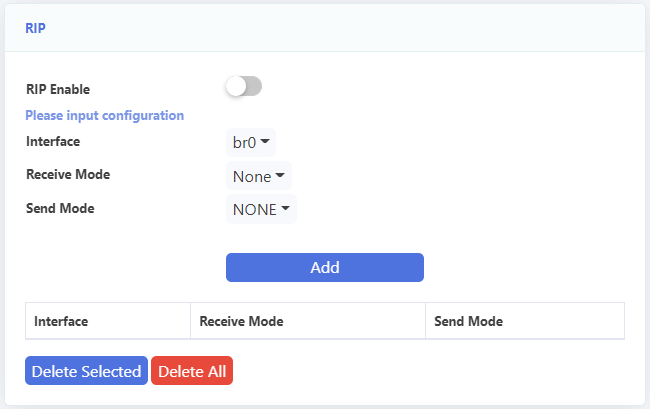 RIP
RIP Enable
Please input configuration
Interface br0
Receive Mode None
Send Mode NONE
Add
Interface Receive Mode Send Mode
Delete Selected Delete All